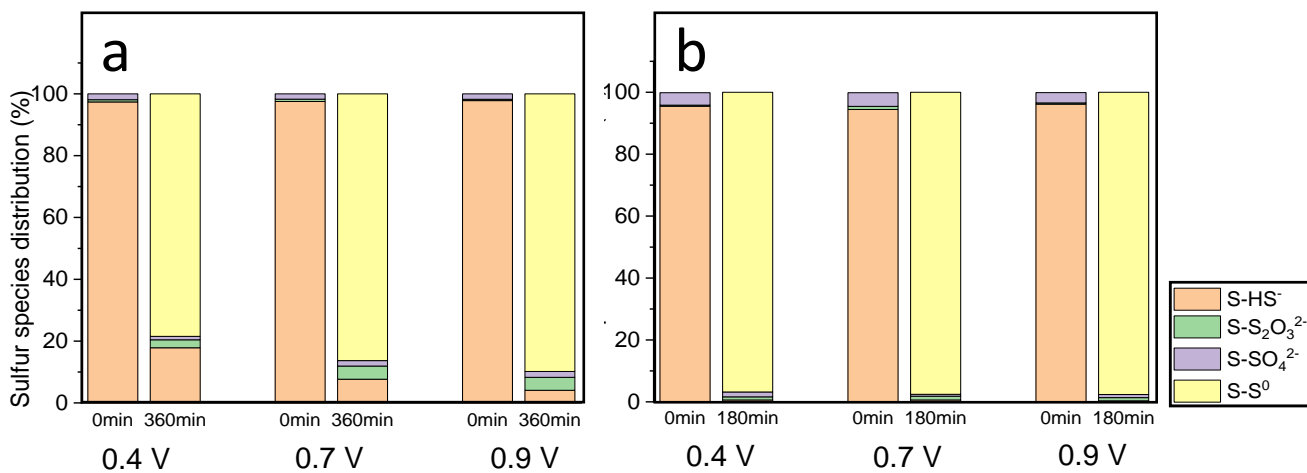 a
b
Sulfur species distribution (%)
100
80
60
40
20
0
100
80
60
40
20
0
0min 360min 0min 360min 0min 360min
0.4 V 0.7 V 0.9 V
0min 180min 0min 180min 0min 180min
0.4 V 0.7 V 0.9 V
S-HS⁻
S-S₂O₃²⁻
S-SO₄²⁻
S-S⁰